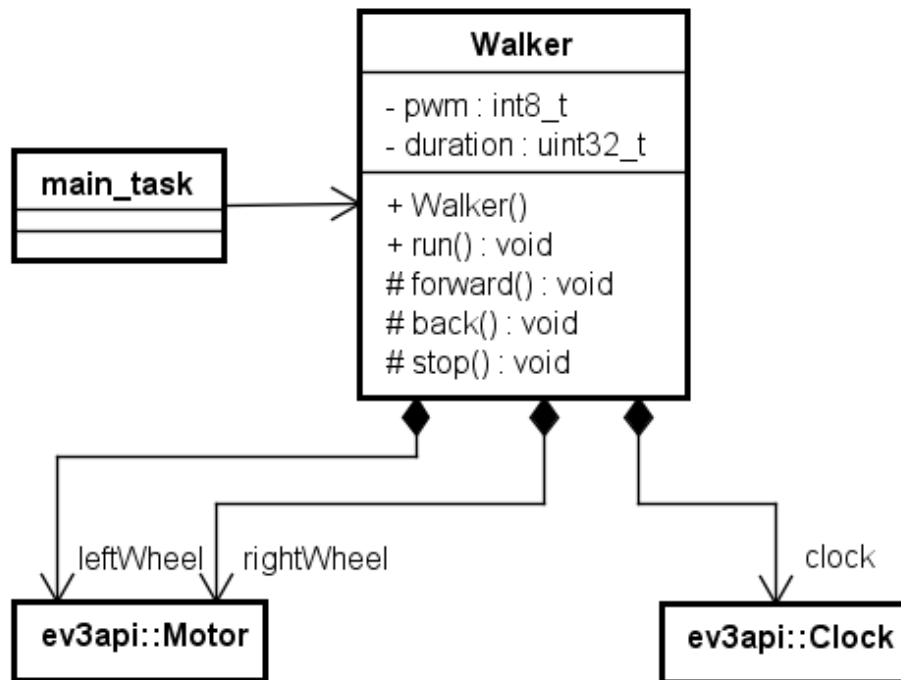 Walker
- pwm : int8_t
- duration : uint32_t
main_task
+ Walker()
+ run() : void
# forward() : void
# back() : void
# stop() : void
leftWheel
rightWheel
clock
ev3api::Motor
ev3api::Clock